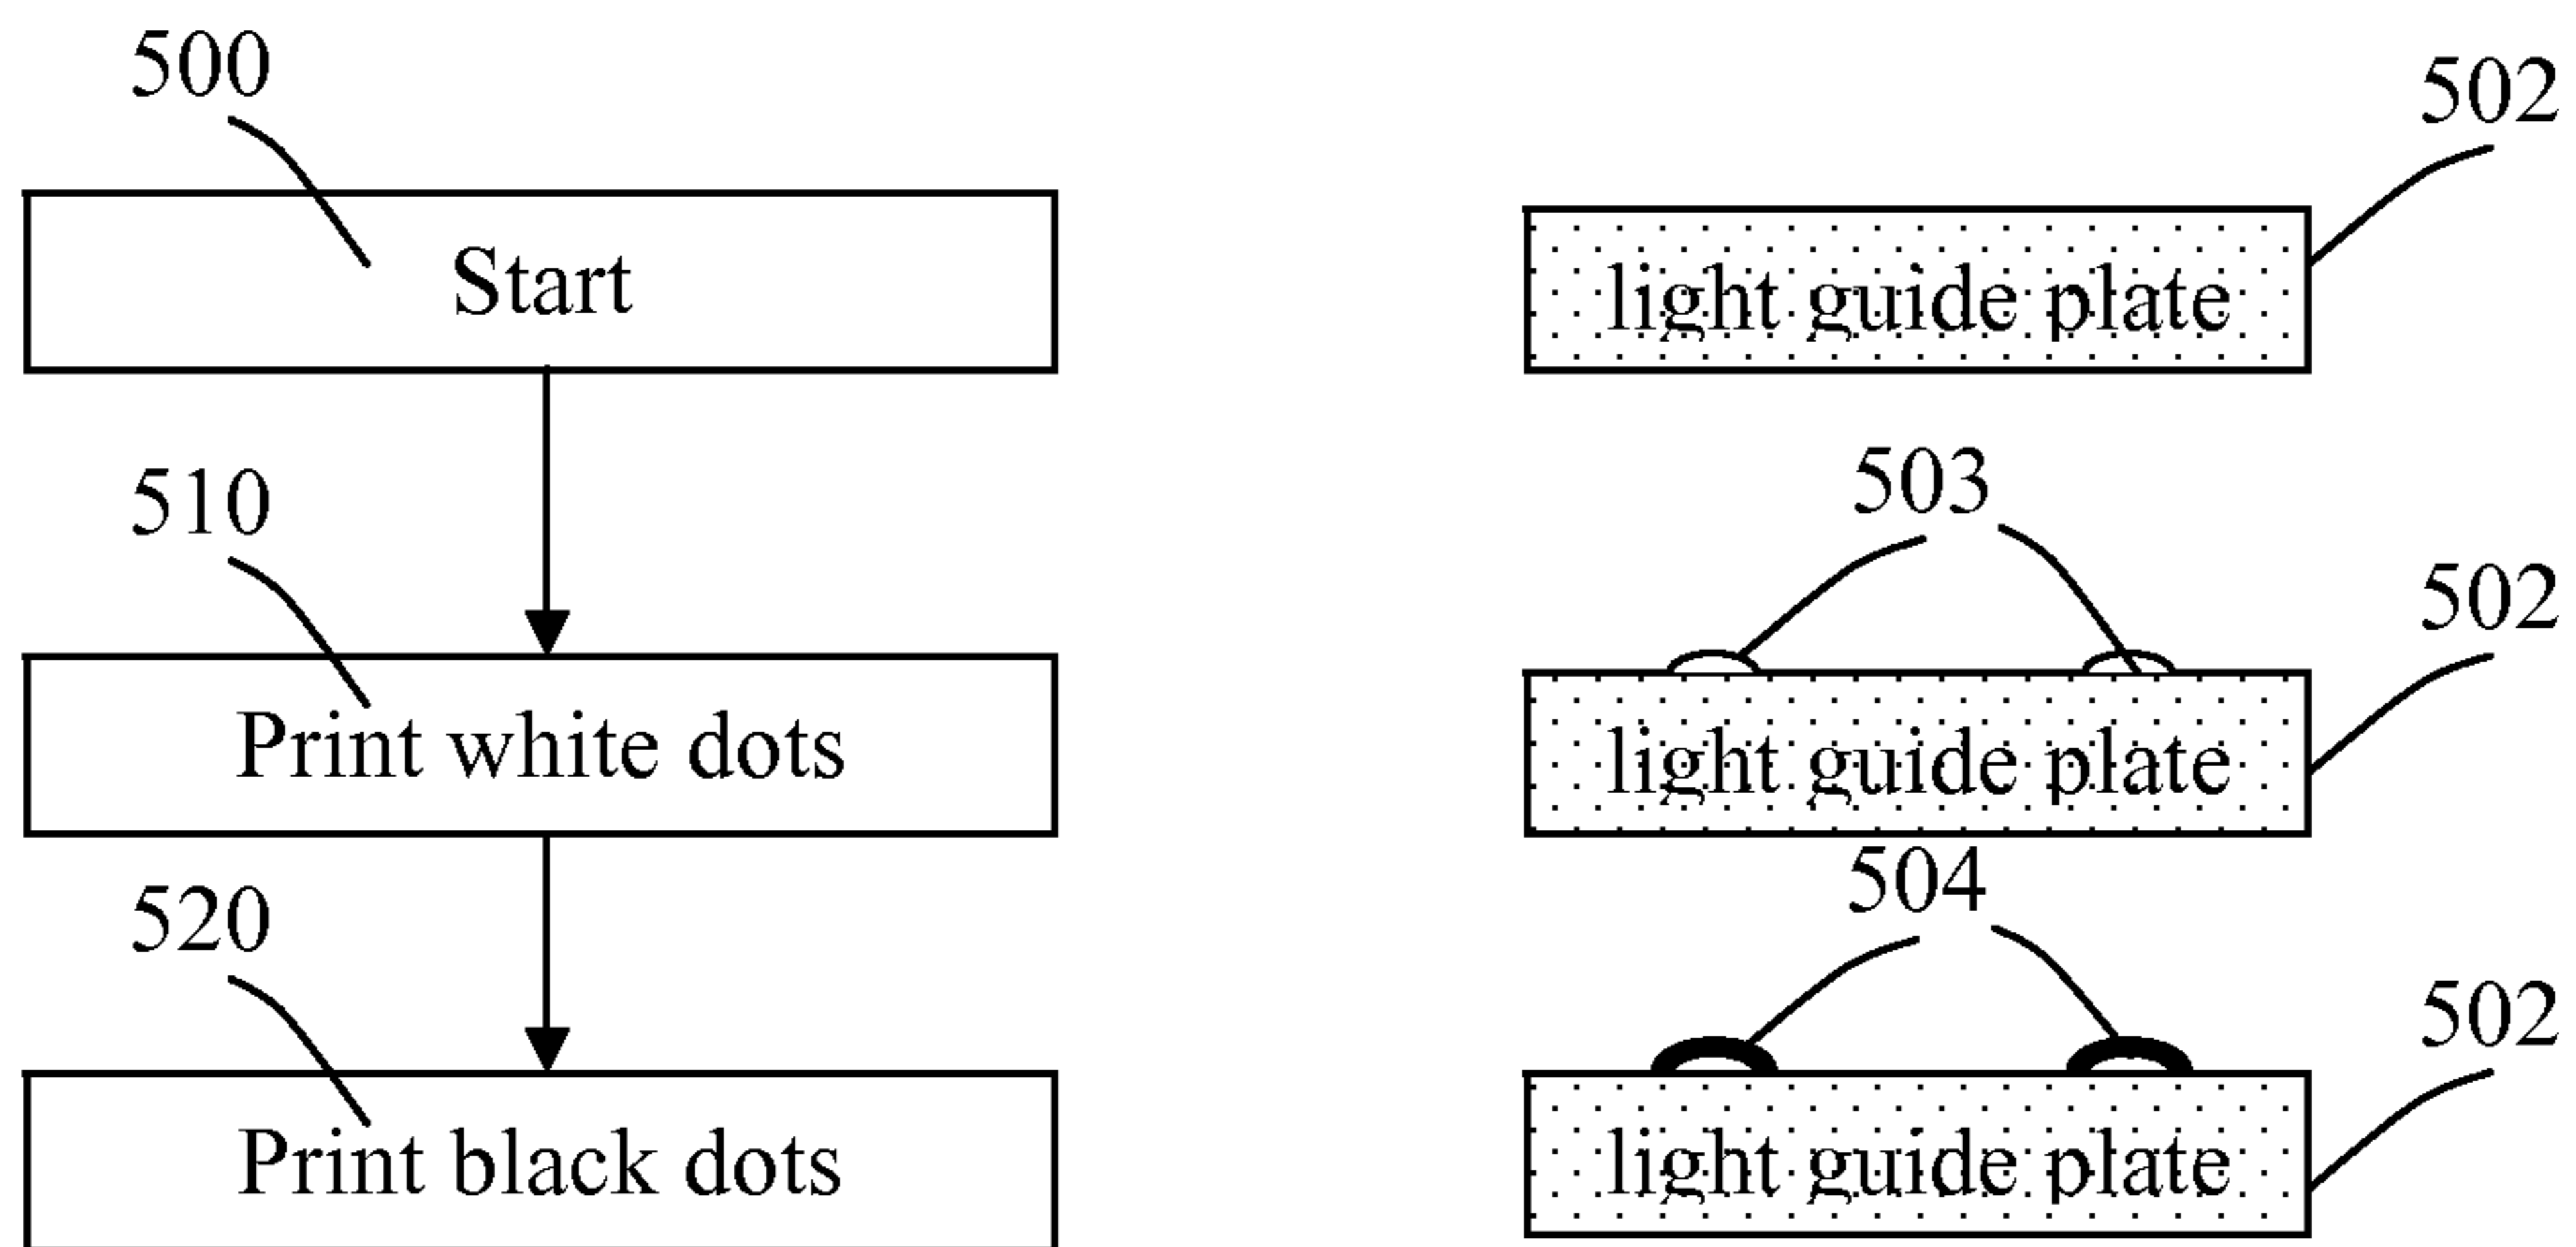 500
502
Start
light guide plate
510
503
502
Print white dots
light guide plate
520
504
502
Print black dots
light guide plate